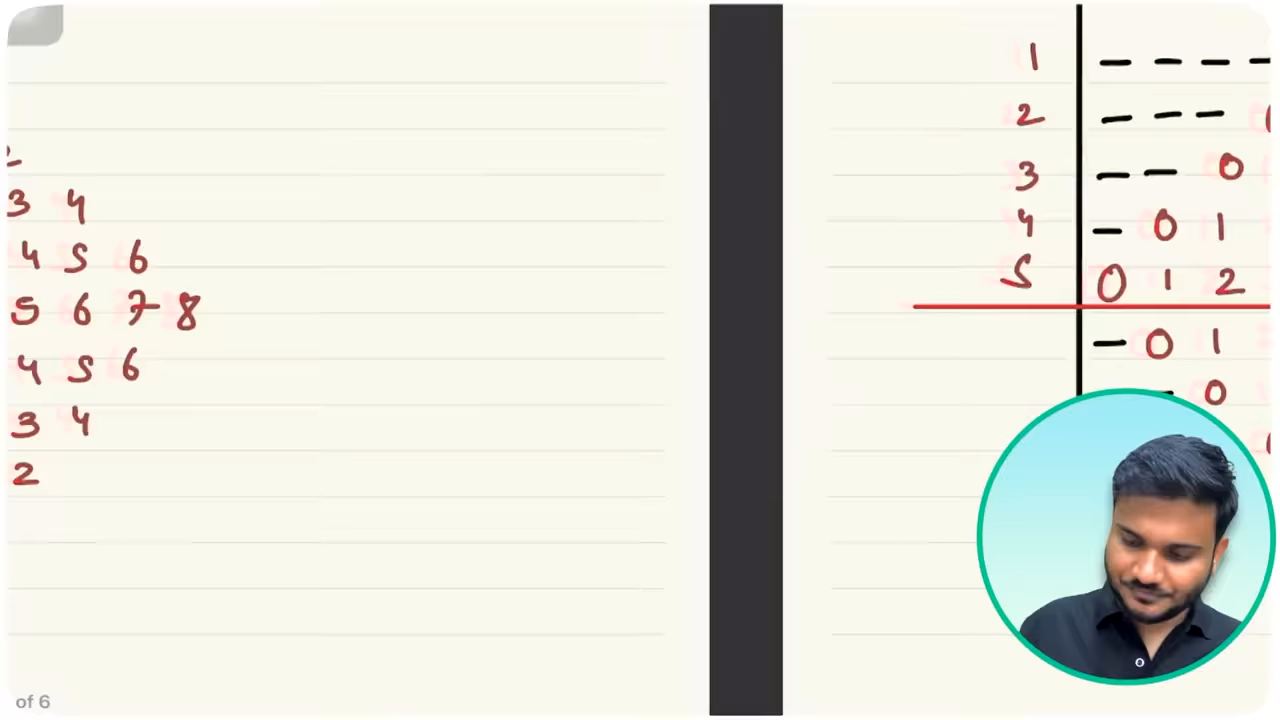 2
3 4
4 5 6
5 6 7 8
4 5 6
3 4
2
of 6
1 — — — —
2 — — —
3 — — 0
4 — 0 1
5 0 1 2
— 0 1
— 0